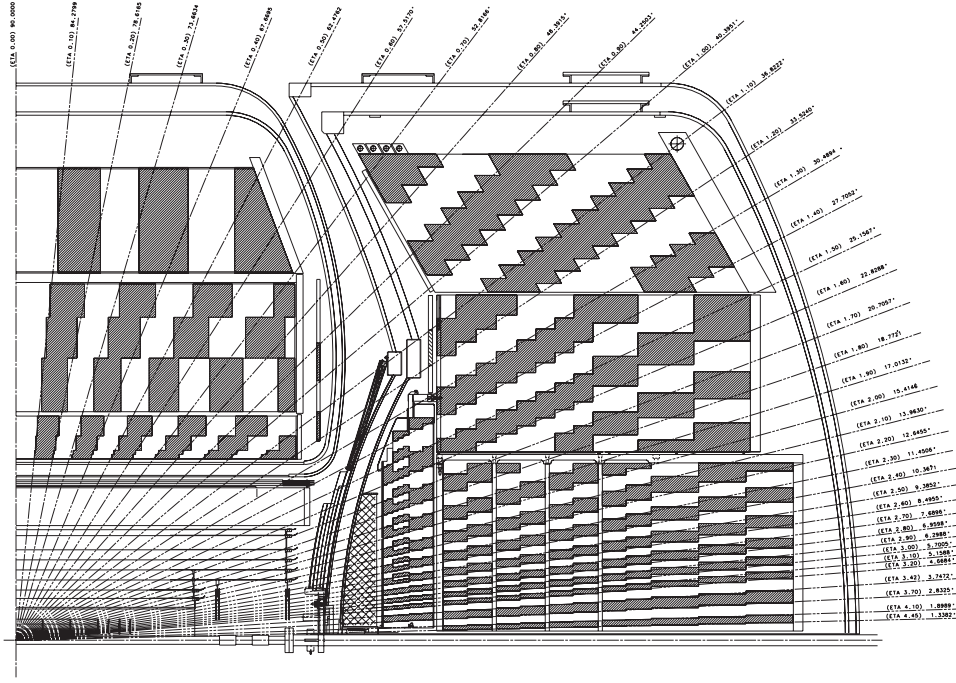 (ETA 0.00) 90.0000
(ETA 0.10) 84.2799
(ETA 0.20) 78.6165
(ETA 0.30) 73.6624
(ETA 0.40) 67.6685
(ETA 0.50) 62.4762
(ETA 0.60) 57.5170°
(ETA 0.70) 52.8166°
(ETA 0.80) 48.3915°
(ETA 0.90) 44.2503°
(ETA 1.00) 40.3951°
(ETA 1.10) 36.8222°
(ETA 1.20) 33.5240°
(ETA 1.30) 30.4894
(ETA 1.40) 27.7052°
(ETA 1.50) 25.1567°
(ETA 1.60) 22.8288°
(ETA 1.70) 20.7057°
(ETA 1.80)
(ETA 1.90) 17.0132°
(ETA 2.00) 15.4146
(ETA 2.10) 13.9630°
(ETA 2.20) 12.6455°
(ETA 2.30) 11.4506°
(ETA 2.40) 10.3671
(ETA 2.50) 9.3852°
(ETA 2.60) 8.4955°
(ETA 2.70) 7.6896°
(ETA 2.80) 6.9598°
(ETA 2.90) 6.2986°
(ETA 3.00) 5.7005°
(ETA 3.10) 5.1588°
(ETA 3.20) 4.6684°
(ETA 3.42) 3.7472°
(ETA 3.70) 2.8325°
(ETA 4.10) 1.8989°
(ETA 4.45) 1.3382°